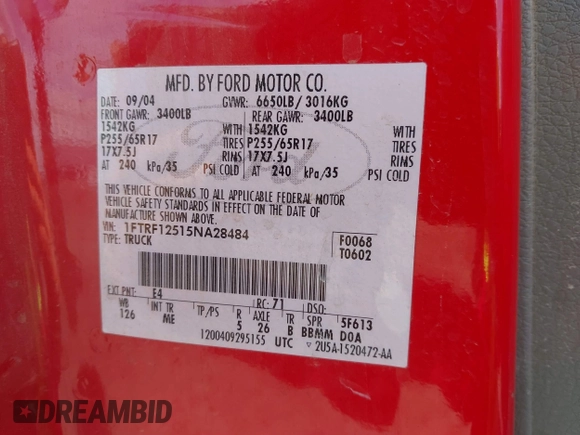 MFD. BY FORD MOTOR CO.
DATE: 09/04 GVWR: 6650LB/ 3016KG
FRONT GAWR: 3400LB REAR GAWR: 3400LB
1542KG WITH 1542KG WITH
P255/65R17 TIRES P255/65R17 TIRES
17X7.5J RIMS 17X7.5J RIMS
AT 240 kPa/35 PSI COLD AT 240 kPa/35 PSI COLD
THIS VEHICLE CONFORMS TO ALL APPLICABLE FEDERAL MOTOR
VEHICLE SAFETY STANDARDS IN EFFECT ON THE DATE OF
MANUFACTURE SHOWN ABOVE.
VIN: 1FTRF12515NA28484 F0068
TYPE: TRUCK T0602
EXT PNT: E4 RC: 71 DSO:
WB INT TR TP/PS R AXLE TR SPR 5F613
126 ME 5 26 B BBMM DOA
1200409295155 UTC ▽ 2U5A-1520472-AA
Ford
DREAMBID